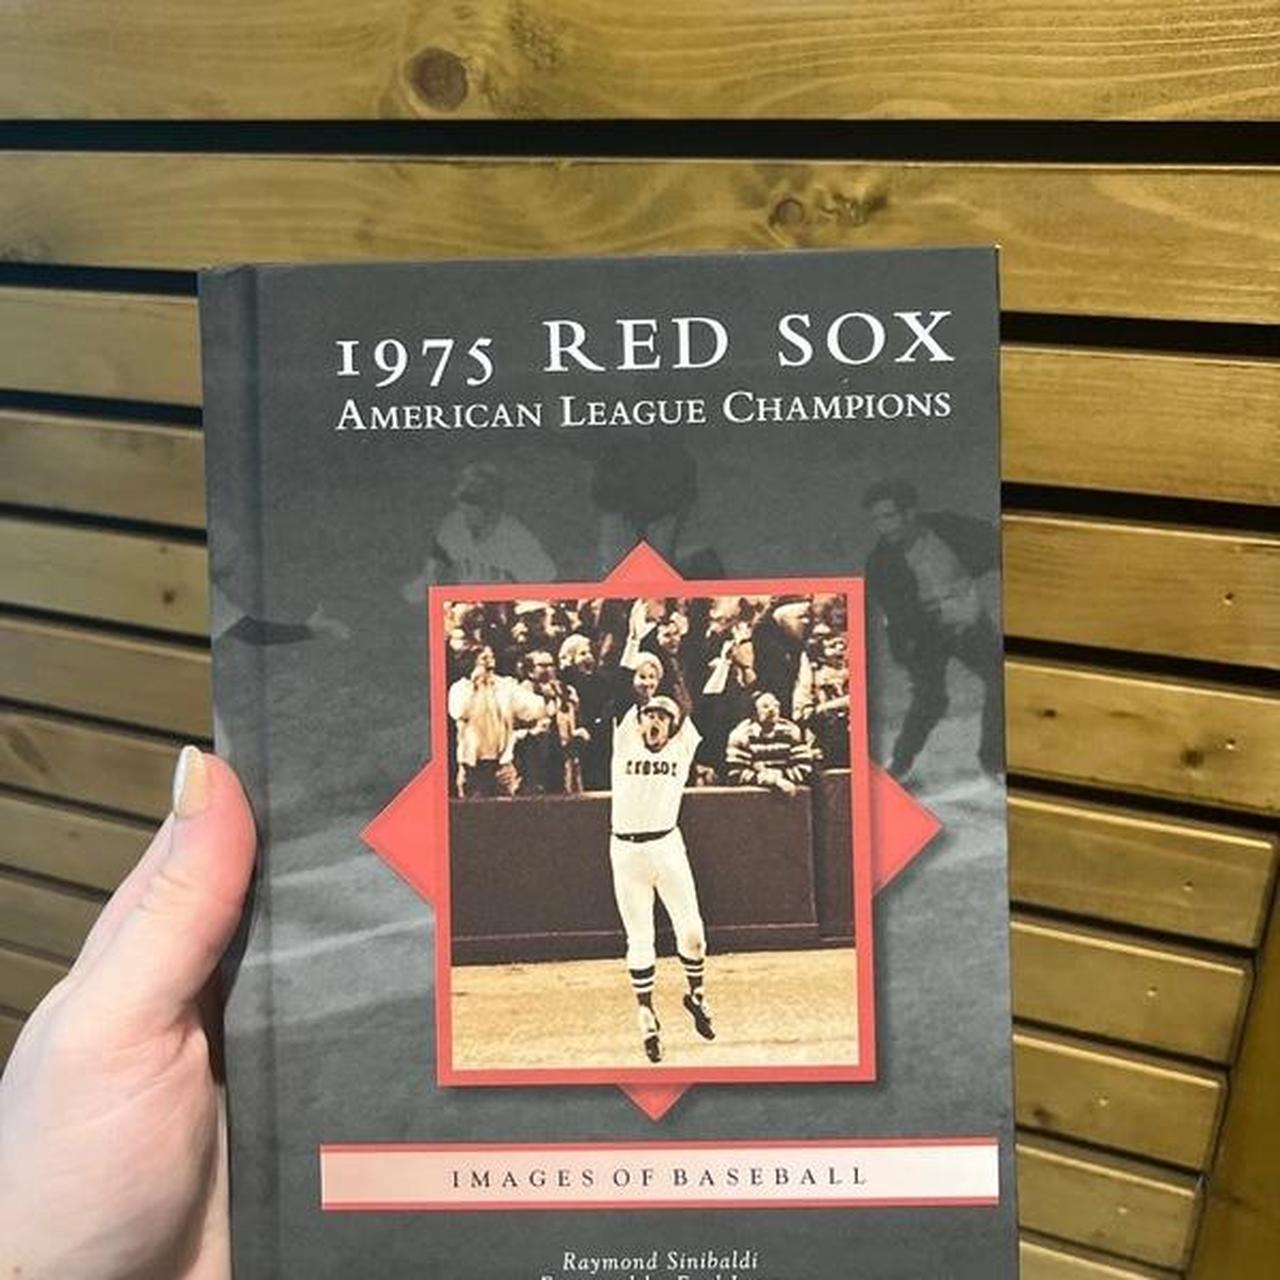 1975 RED SOX
AMERICAN LEAGUE CHAMPIONS
IMAGES OF BASEBALL
Raymond Sinibaldi